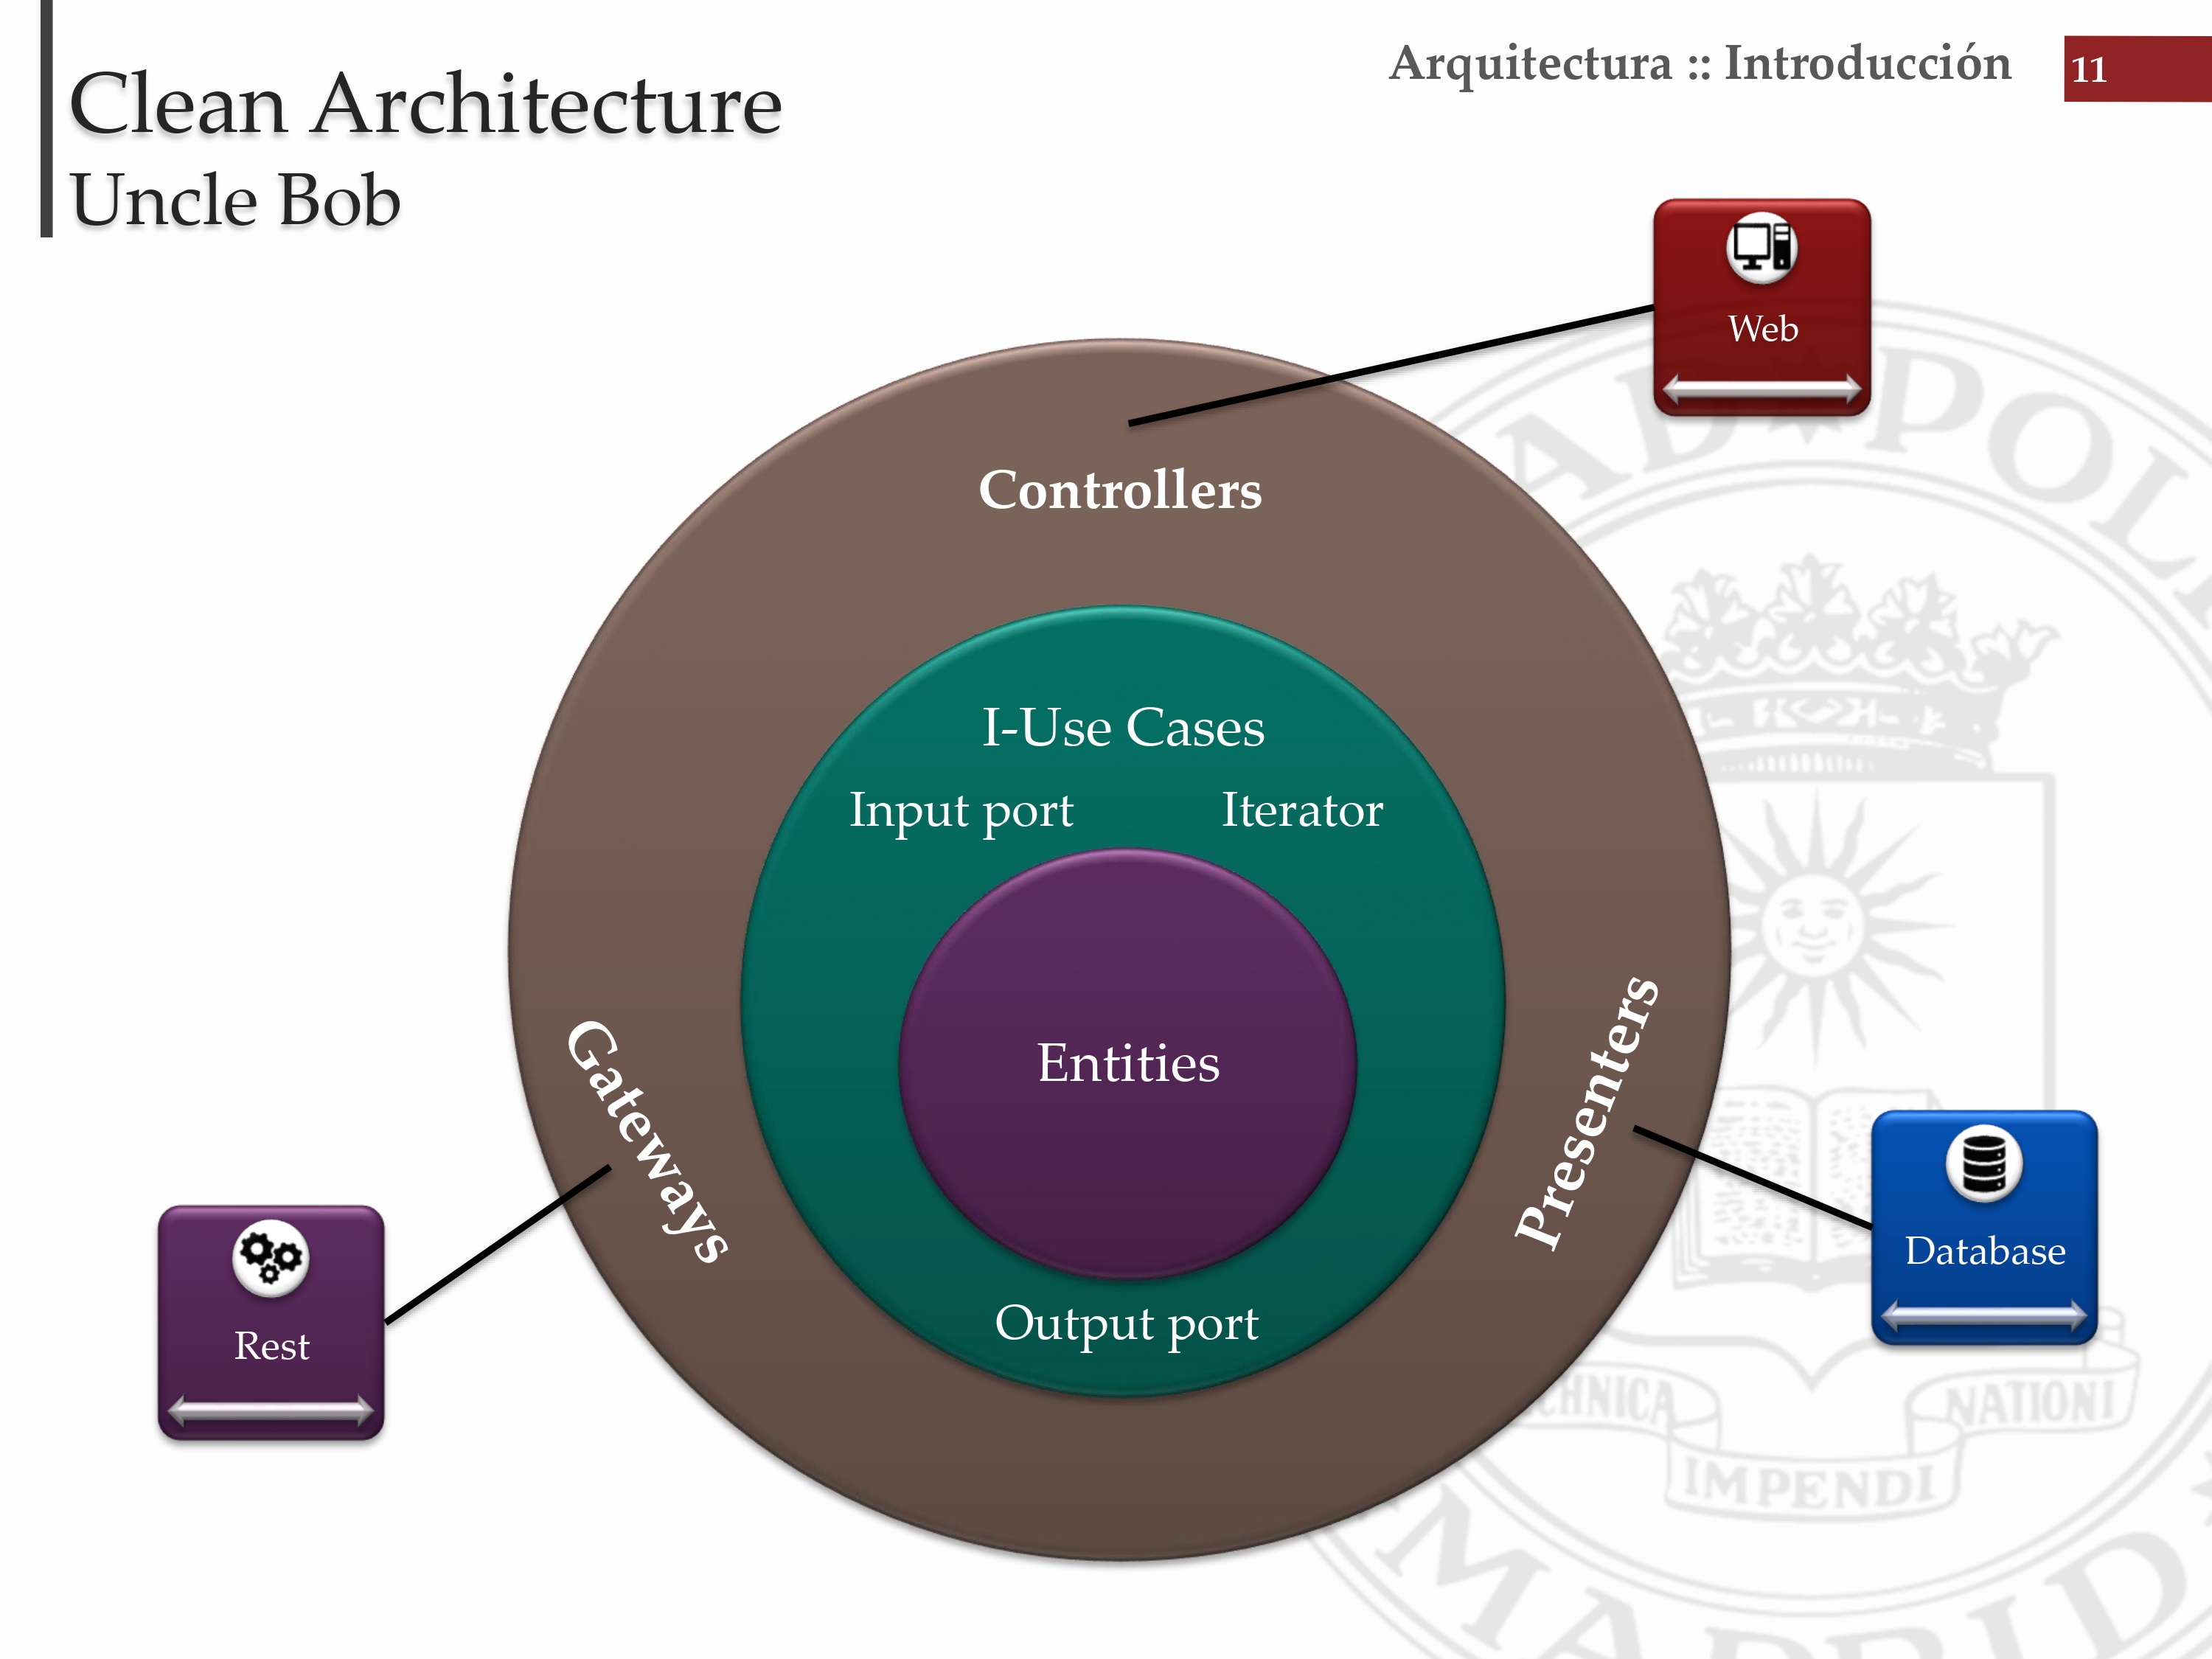 Clean Architecture
Uncle Bob
Arquitectura :: Introducción
11
Web
Controllers
I-Use Cases
Input port
Iterator
Entities
Gateways
Presenters
Output port
Rest
Database
NATIONI
IMPENDI